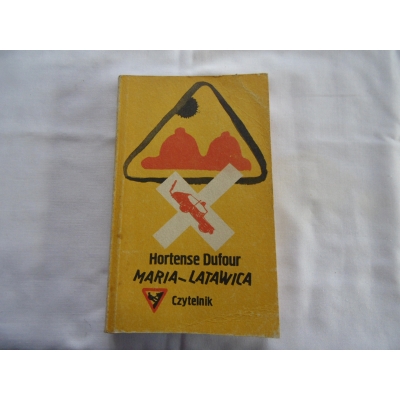 Hortense Dufour
MARIA-LATAWICA
Czytelnik